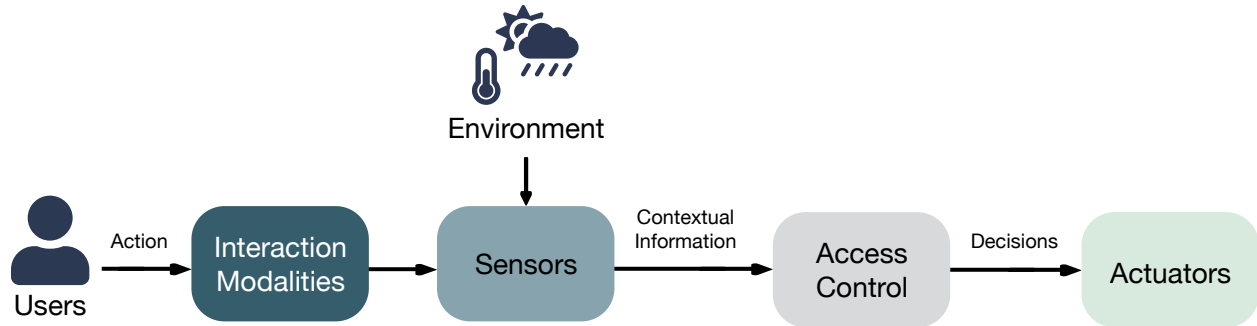 Environment
Users
Action
Interaction
Modalities
Sensors
Contextual
Information
Access
Control
Decisions
Actuators